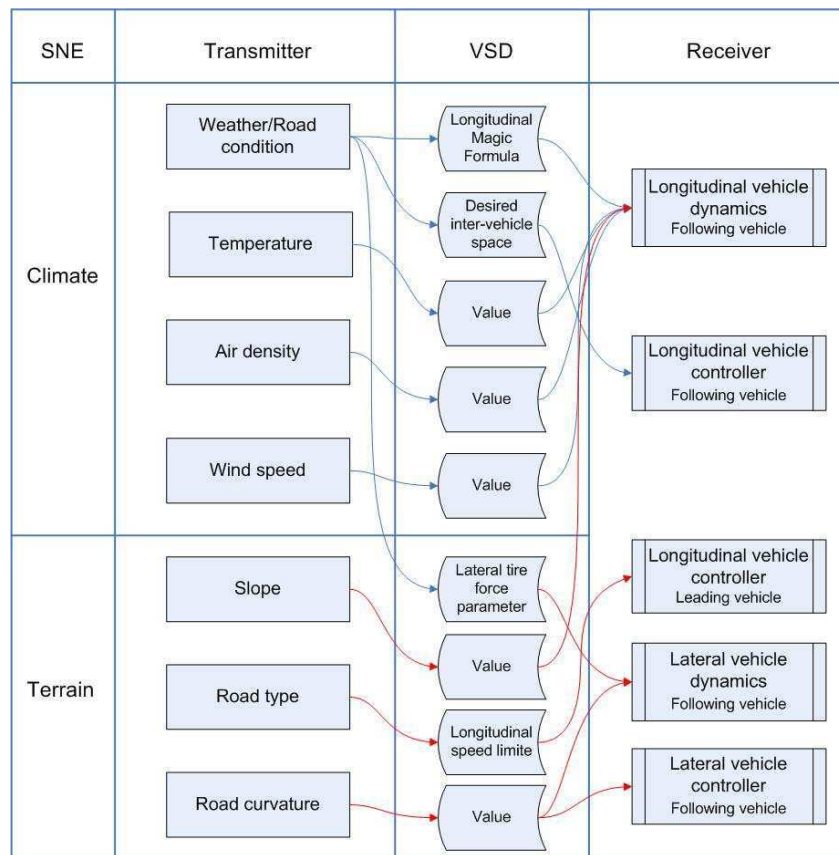 SNE
Transmitter
VSD
Receiver
Climate
Weather/Road
condition
Temperature
Air density
Wind speed
Longitudinal
Magic
Formula
Desired
inter-vehicle
space
Value
Value
Value
Longitudinal vehicle
dynamics
Following vehicle
Longitudinal vehicle
controller
Following vehicle
Terrain
Slope
Road type
Road curvature
Lateral tire
force
parameter
Value
Longitudinal
speed limite
Value
Longitudinal vehicle
controller
Leading vehicle
Lateral vehicle
dynamics
Following vehicle
Lateral vehicle
controller
Following vehicle